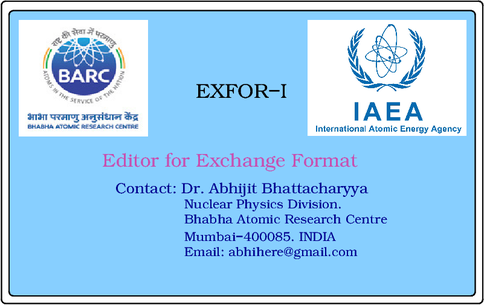 राष्ट्र की सेवा में परमाणु
BARC
ATOMS IN THE SERVICE OF THE NATION
भाभा परमाणु अनुसंधान केंद्र
BHABHA ATOMIC RESEARCH CENTRE
EXFOR-I
IAEA
International Atomic Energy Agency
Editor for Exchange Format
Contact: Dr. Abhijit Bhattacharyya
Nuclear Physics Division.
Bhabha Atomic Research Centre
Mumbai-400085. INDIA
Email: abhihere@gmail.com